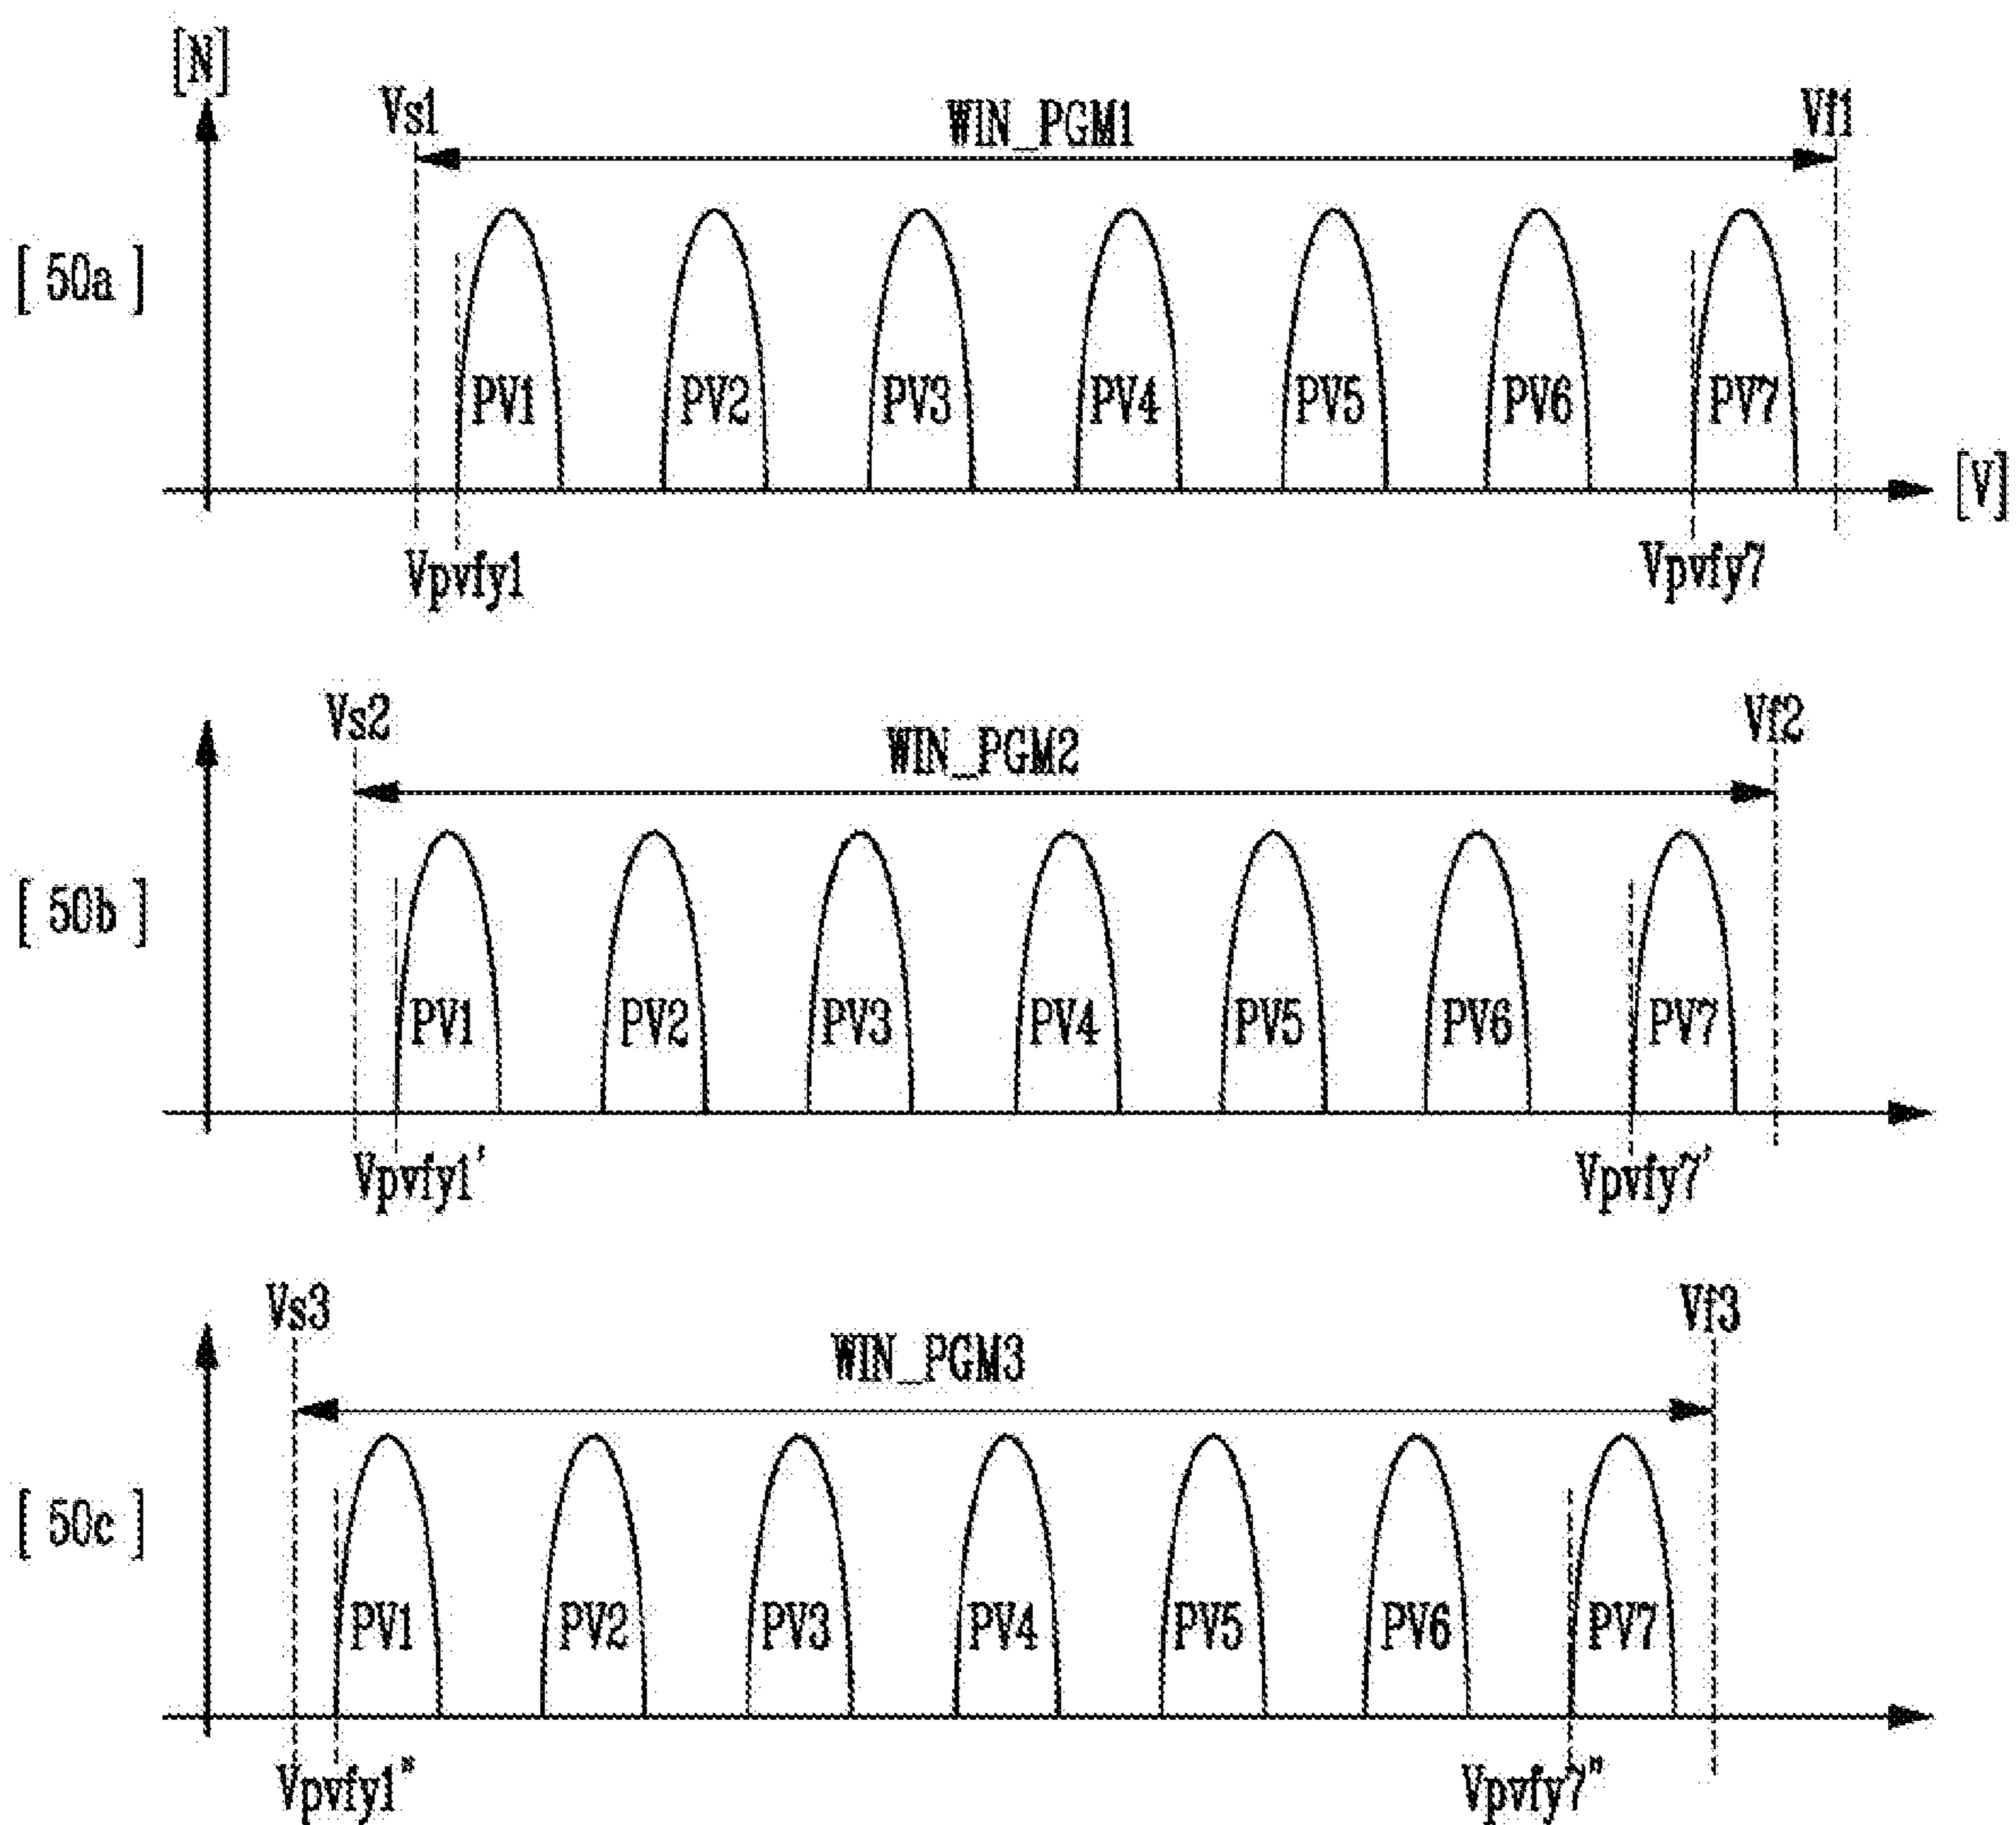 [N]
Vs1 WIN_PGM1 Vf1
[ 50a ]
PV1 PV2 PV3 PV4 PV5 PV6 PV7
[V]
Vpvfy1 Vpvfy7
Vs2 WIN_PGM2 Vf2
[ 50b ]
PV1 PV2 PV3 PV4 PV5 PV6 PV7
Vpvfy1' Vpvfy7'
Vs3 WIN_PGM3 Vf3
[ 50c ]
PV1 PV2 PV3 PV4 PV5 PV6 PV7
Vpvfy1" Vpvfy7"